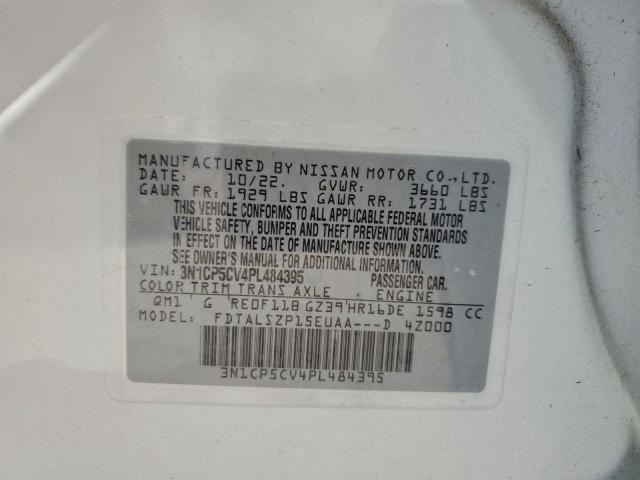 MANUFACTURED BY NISSAN MOTOR CO.,LTD.
DATE: 10/22. GVWR: 3660 LBS
GAWR FR: 1929 LBS GAWR RR: 1731 LBS
THIS VEHICLE CONFORMS TO ALL APPLICABLE FEDERAL MOTOR
VEHICLE SAFETY, BUMPER AND THEFT PREVENTION STANDARDS
IN EFFECT ON THE DATE OF MANUFACTURE SHOWN ABOVE.
SEE OWNER'S MANUAL FOR ADDITIONAL INFORMATION.
VIN: 3N1CP5CV4PL484395 PASSENGER CAR.
COLOR TRIM TRANS AXLE ENGINE
QM1 G RE0F11B GZ39 HR16DE 1598 CC
MODEL: FDTALSZP15EUAA---D 4Z000
3N1CP5CV4PL484395